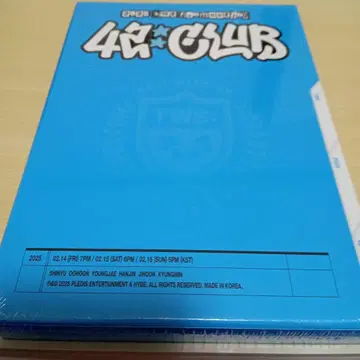 42:CLUB
2025
02.14 (FRI) 7PM / 02.15 (SAT) 6PM / 02.16 (SUN) 5PM (KST)
SHINYU DOHOON YOUNGJAE HANJIN JIHOON KYUNGMIN
2025 PLEDIS ENTERTAINMENT & HYBE. ALL RIGHTS RESERVED. MADE IN KOREA.